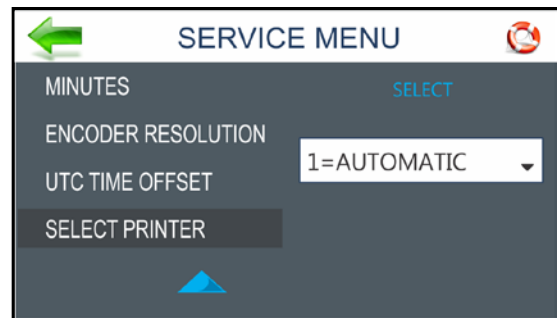 SERVICE MENU
MINUTES
SELECT
ENCODER RESOLUTION
1=AUTOMATIC
UTC TIME OFFSET
SELECT PRINTER